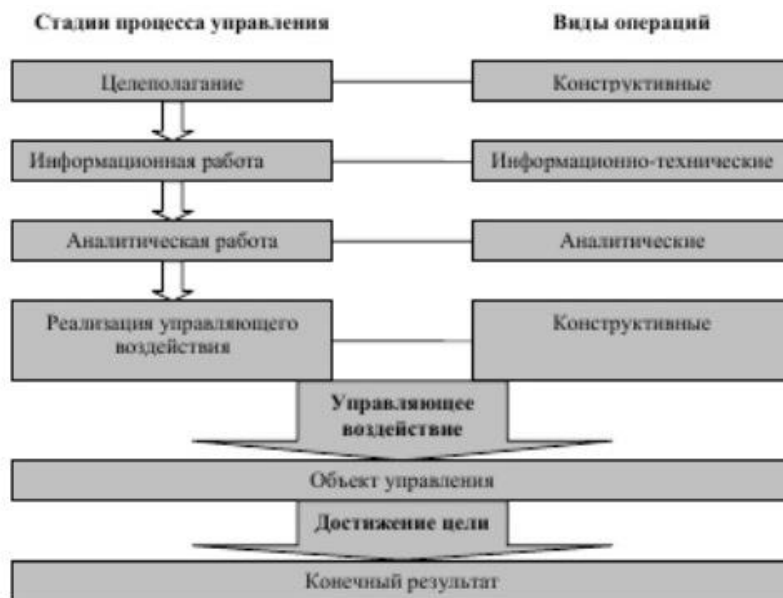 Стадии процесса управления
Виды операций
Целеполагание
Конструктивные
Информационная работа
Информационно-технические
Аналитическая работа
Аналитические
Реализация управляющего
воздействия
Конструктивные
Управляющее
воздействие
Объект управления
Достижение цели
Конечный результат